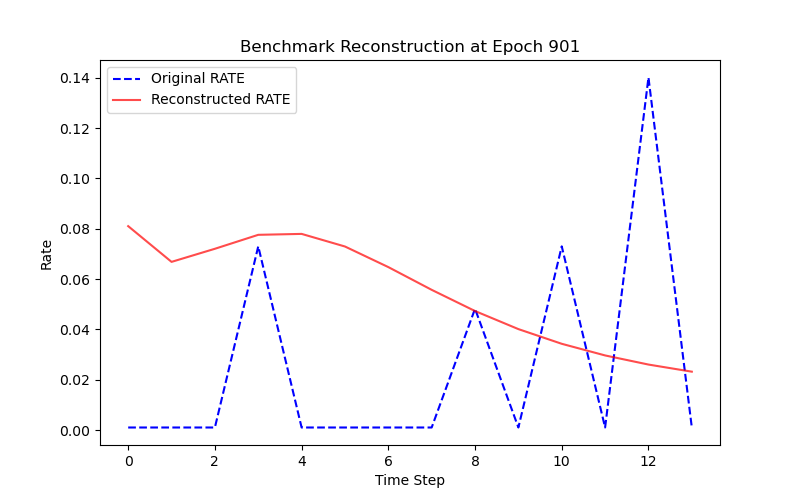 Benchmark Reconstruction at Epoch 901
Original RATE
Reconstructed RATE
0.14
0.12
0.10
0.08
0.06
0.04
0.02
0.00
Rate
0 2 4 6 8 10 12
Time Step